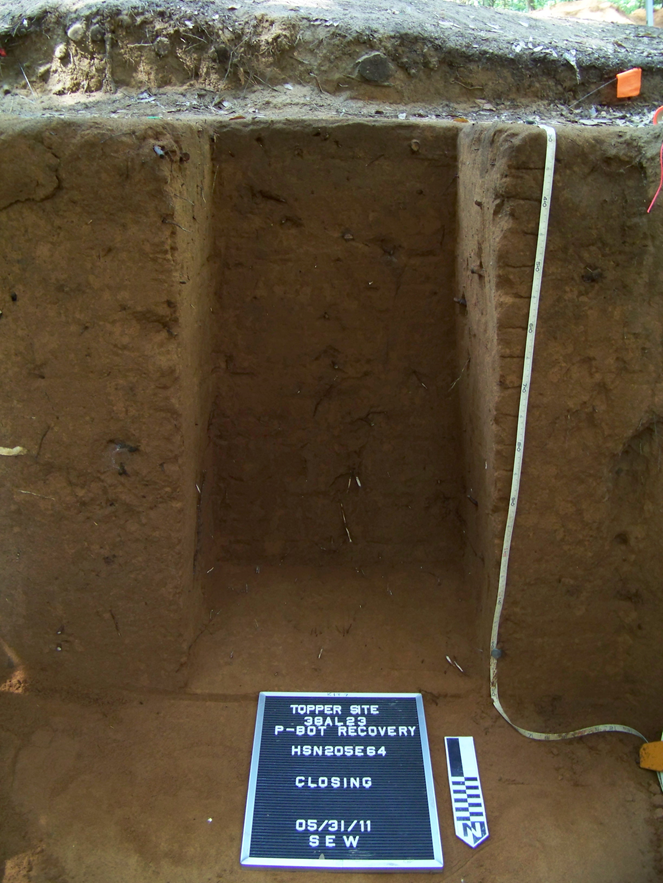 TOPPER SITE
38AL23
P-BOT RECOVERY
HSN205E64
CLOSING
05/31/11
SEW
N